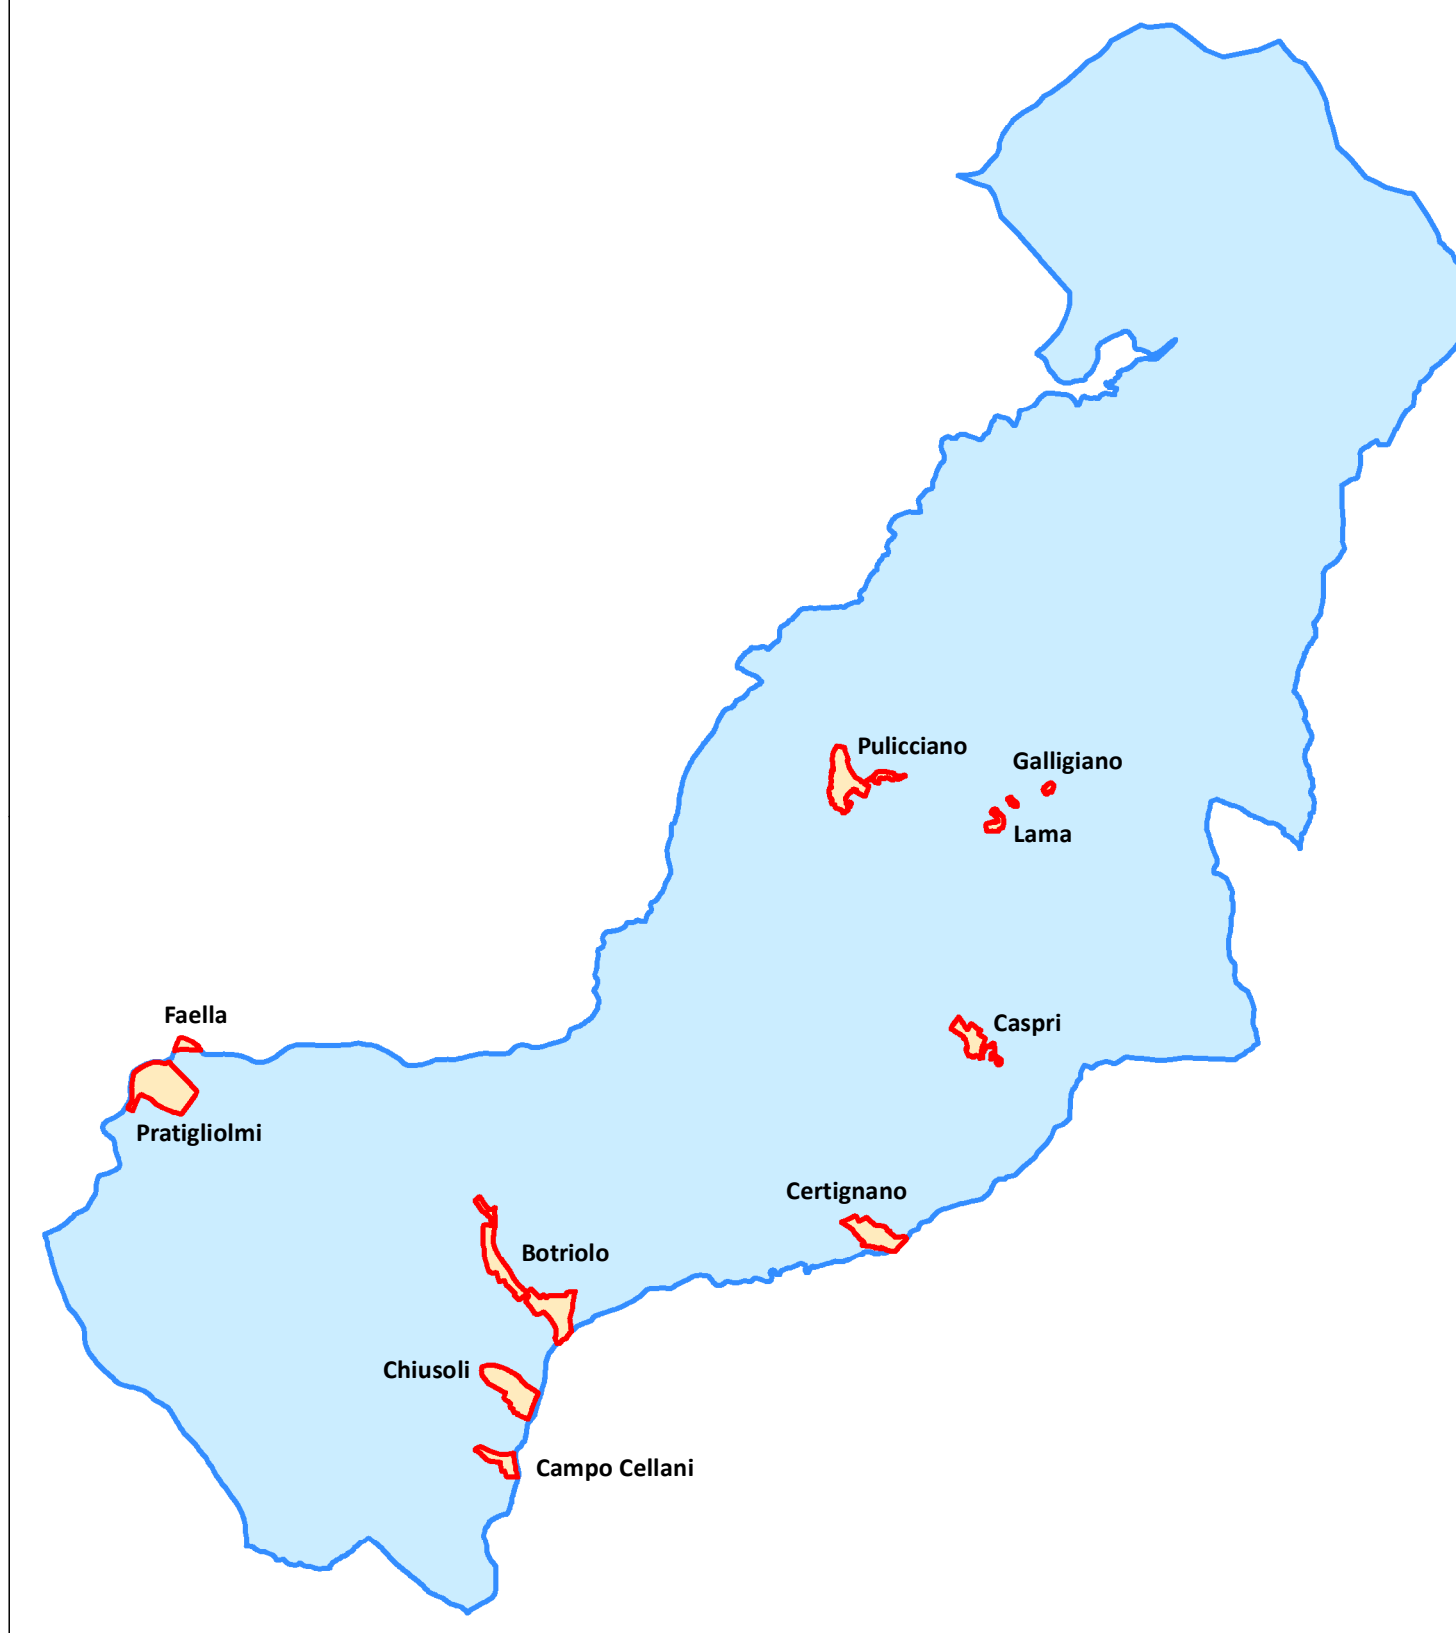 Pulicciano
Galligiano
Lama
Faella
Caspri
Pratigliolmi
Certignano
Botriolo
Chiusoli
Campo Cellani